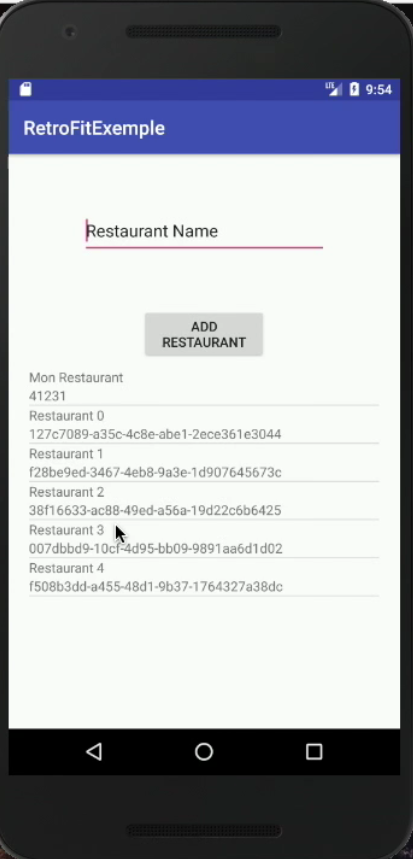 LTE 9:54
RetroFitExemple
Restaurant Name
ADD
RESTAURANT
Mon Restaurant
41231
Restaurant 0
127c7089-a35c-4c8e-abe1-2ece361e3044
Restaurant 1
f28be9ed-3467-4eb8-9a3e-1d907645673c
Restaurant 2
38f16633-ac88-49ed-a56a-19d22c6b6425
Restaurant 3
007dbbd9-10cf-4d95-bb09-9891aa6d1d02
Restaurant 4
f508b3dd-a455-48d1-9b37-1764327a38dc